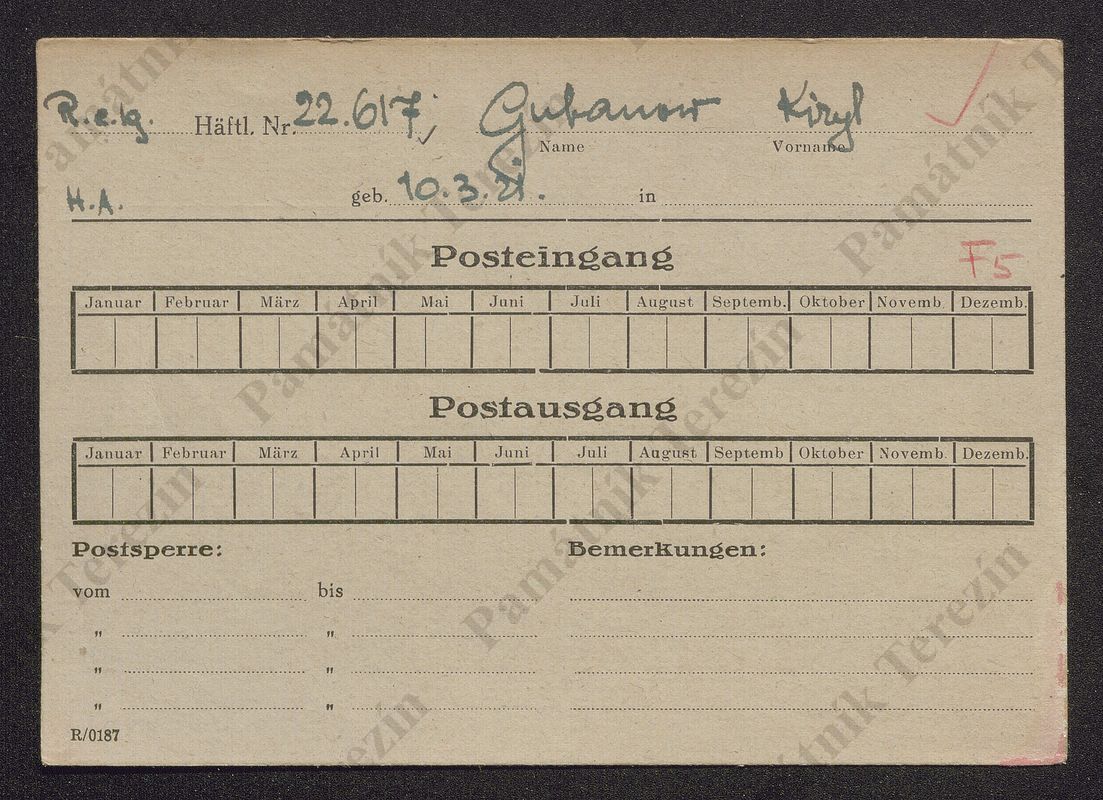 Häftl. Nr. 22.617 Gubanow Kiryl
Name Vorname
H.A. geb. 10.3.21. in
Posteingang
F5
Januar Februar März April Mai Juni Juli August Septemb. Oktober Novemb. Dezemb.
Postausgang
Januar Februar März April Mai Juni Juli August Septemb Oktober Novemb. Dezemb.
Postsperre: Bemerkungen:
vom bis
" "
" "
" "
R/0187
Památník Terezín